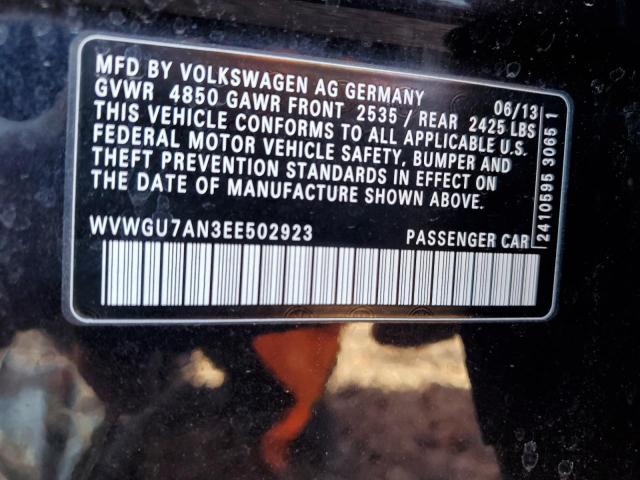 MFD BY VOLKSWAGEN AG GERMANY 06/13
GVWR 4850 GAWR FRONT 2535 / REAR 2425 LBS
THIS VEHICLE CONFORMS TO ALL APPLICABLE U.S.
FEDERAL MOTOR VEHICLE SAFETY, BUMPER AND
THEFT PREVENTION STANDARDS IN EFFECT ON
THE DATE OF MANUFACTURE SHOWN ABOVE.
WVWGU7AN3EE502923 PASSENGER CAR
2410595 3065 1